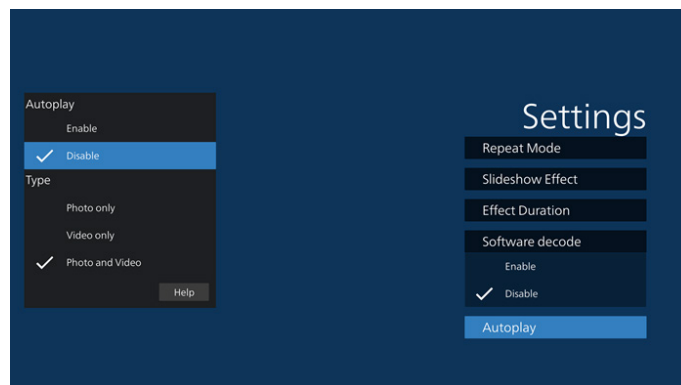 Autoplay
Enable
Disable
Type
Photo only
Video only
Photo and Video
Help
Settings
Repeat Mode
Slideshow Effect
Effect Duration
Software decode
Enable
Disable
Autoplay